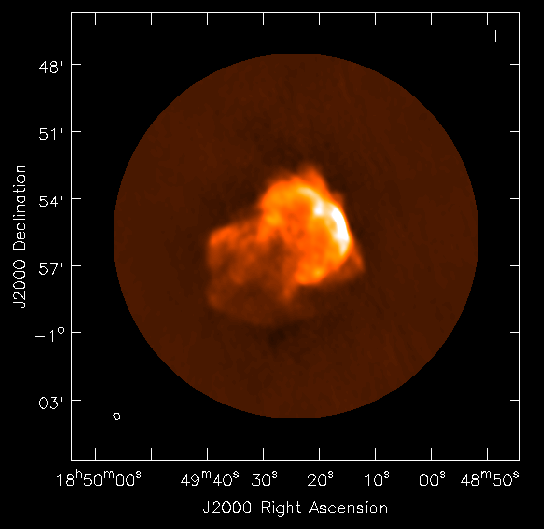 I
48'
51'
54'
57'
-1°
03'
J2000 Declination
18ʰ50ᵐ00ˢ 49ᵐ40ˢ 30ˢ 20ˢ 10ˢ 00ˢ 48ᵐ50ˢ
J2000 Right Ascension